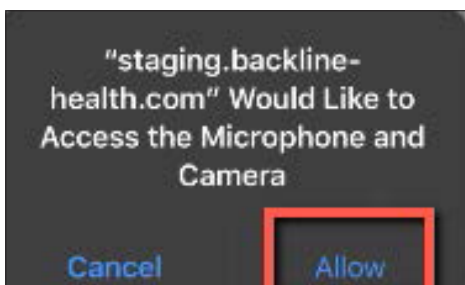 "staging.backline-
health.com" Would Like to
Access the Microphone and
Camera
Cancel Allow